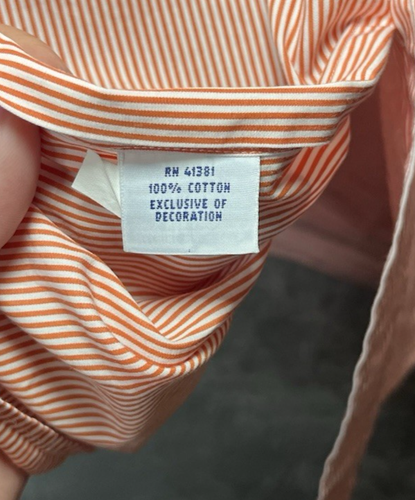 RN 41381
100% COTTON
EXCLUSIVE OF
DECORATION